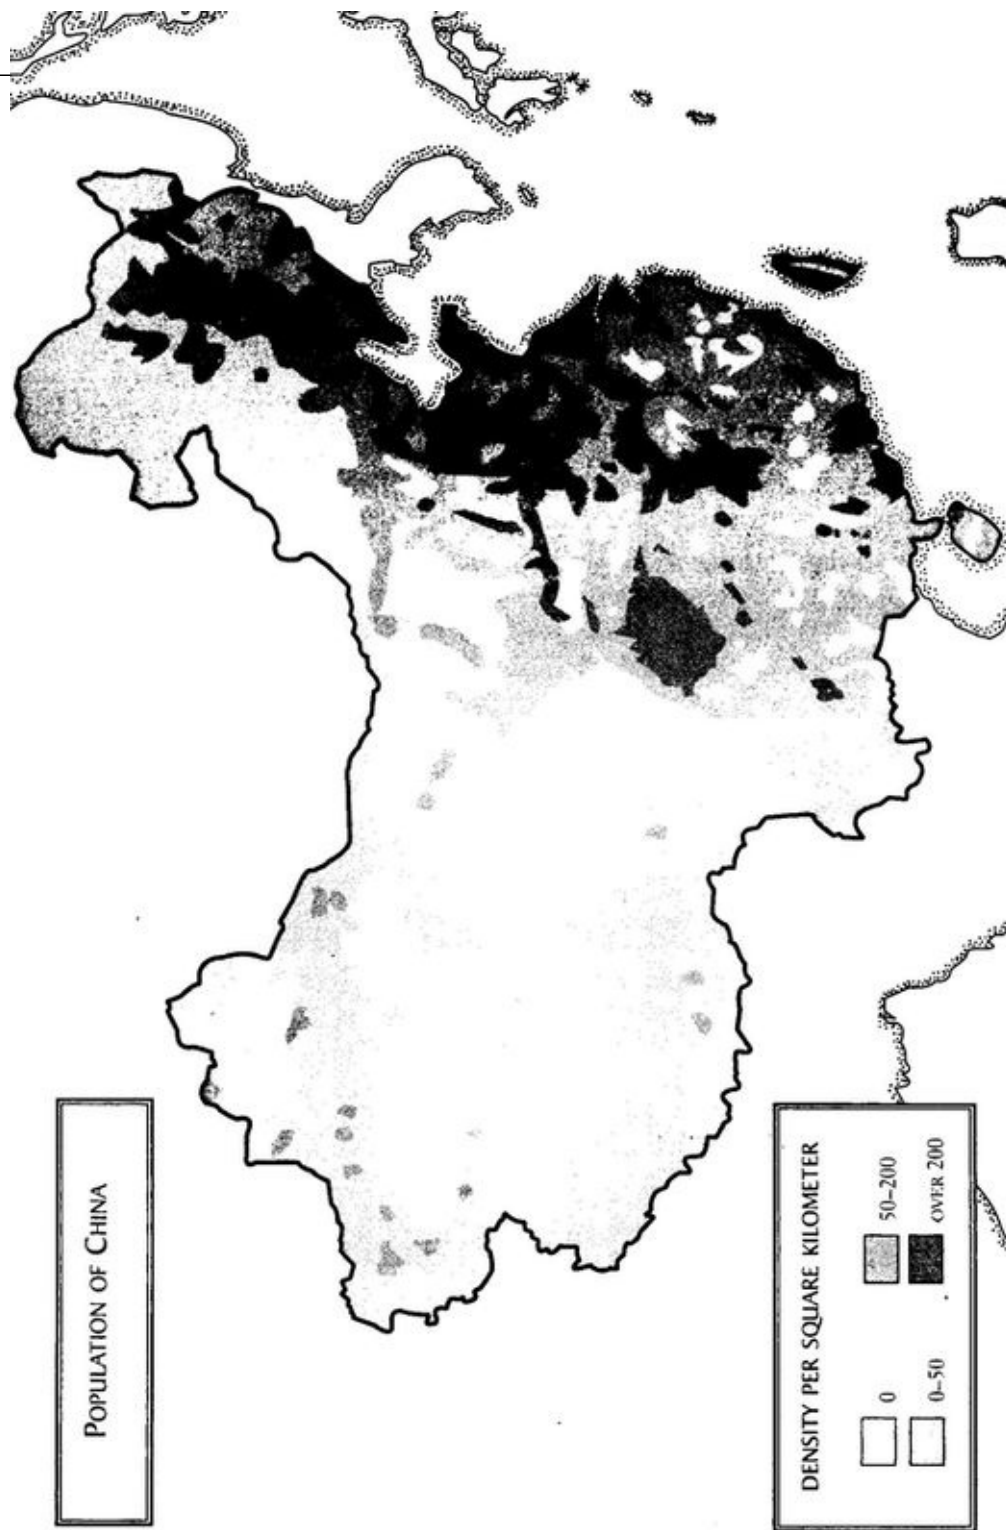 POPULATION OF CHINA
DENSITY PER SQUARE KILOMETER
0
50–200
0–50
OVER 200